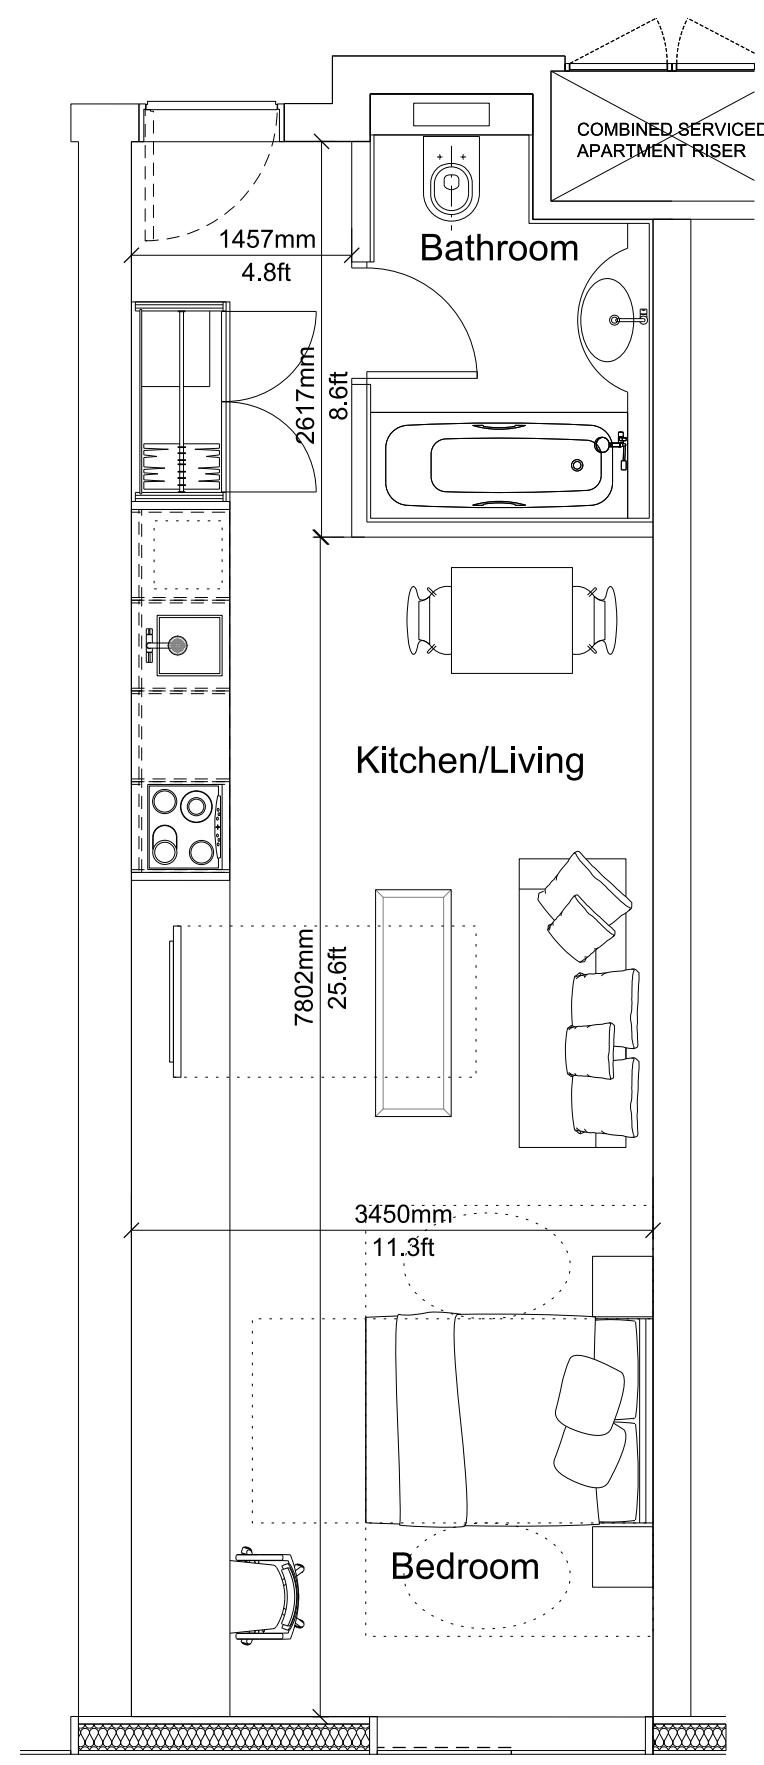 COMBINED SERVICED
APARTMENT RISER
1457mm
4.8ft
Bathroom
2617mm
8.6ft
Kitchen/Living
7802mm
25.6ft
3450mm
11.3ft
Bedroom